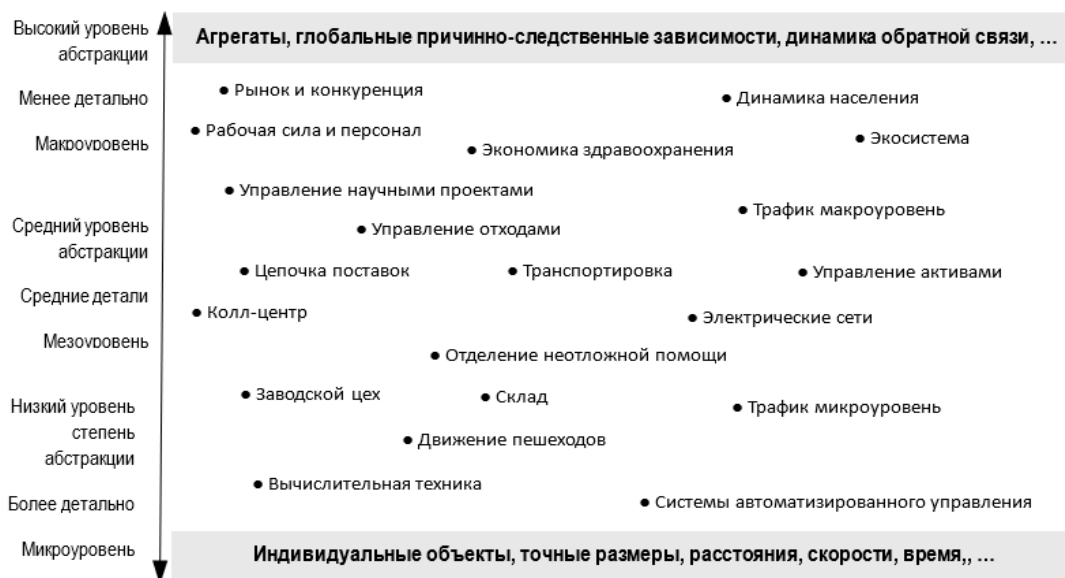 Высокий уровень
абстракции
Агрегаты, глобальные причинно-следственные зависимости, динамика обратной связи, …
Менее детально
● Рынок и конкуренция
● Динамика населения
Макроуровень
● Рабочая сила и персонал
● Экономика здравоохранения
● Экосистема
● Управление научными проектами
● Трафик макроуровень
Средний уровень
абстракции
● Управление отходами
● Цепочка поставок
● Транспортировка
● Управление активами
Средние детали
● Колл-центр
● Электрические сети
Мезоуровень
● Отделение неотложной помощи
● Заводской цех
● Склад
● Трафик микроуровень
Низкий уровень
степень
абстракции
● Движение пешеходов
● Вычислительная техника
Более детально
● Системы автоматизированного управления
Микроуровень
Индивидуальные объекты, точные размеры, расстояния, скорости, время,, …